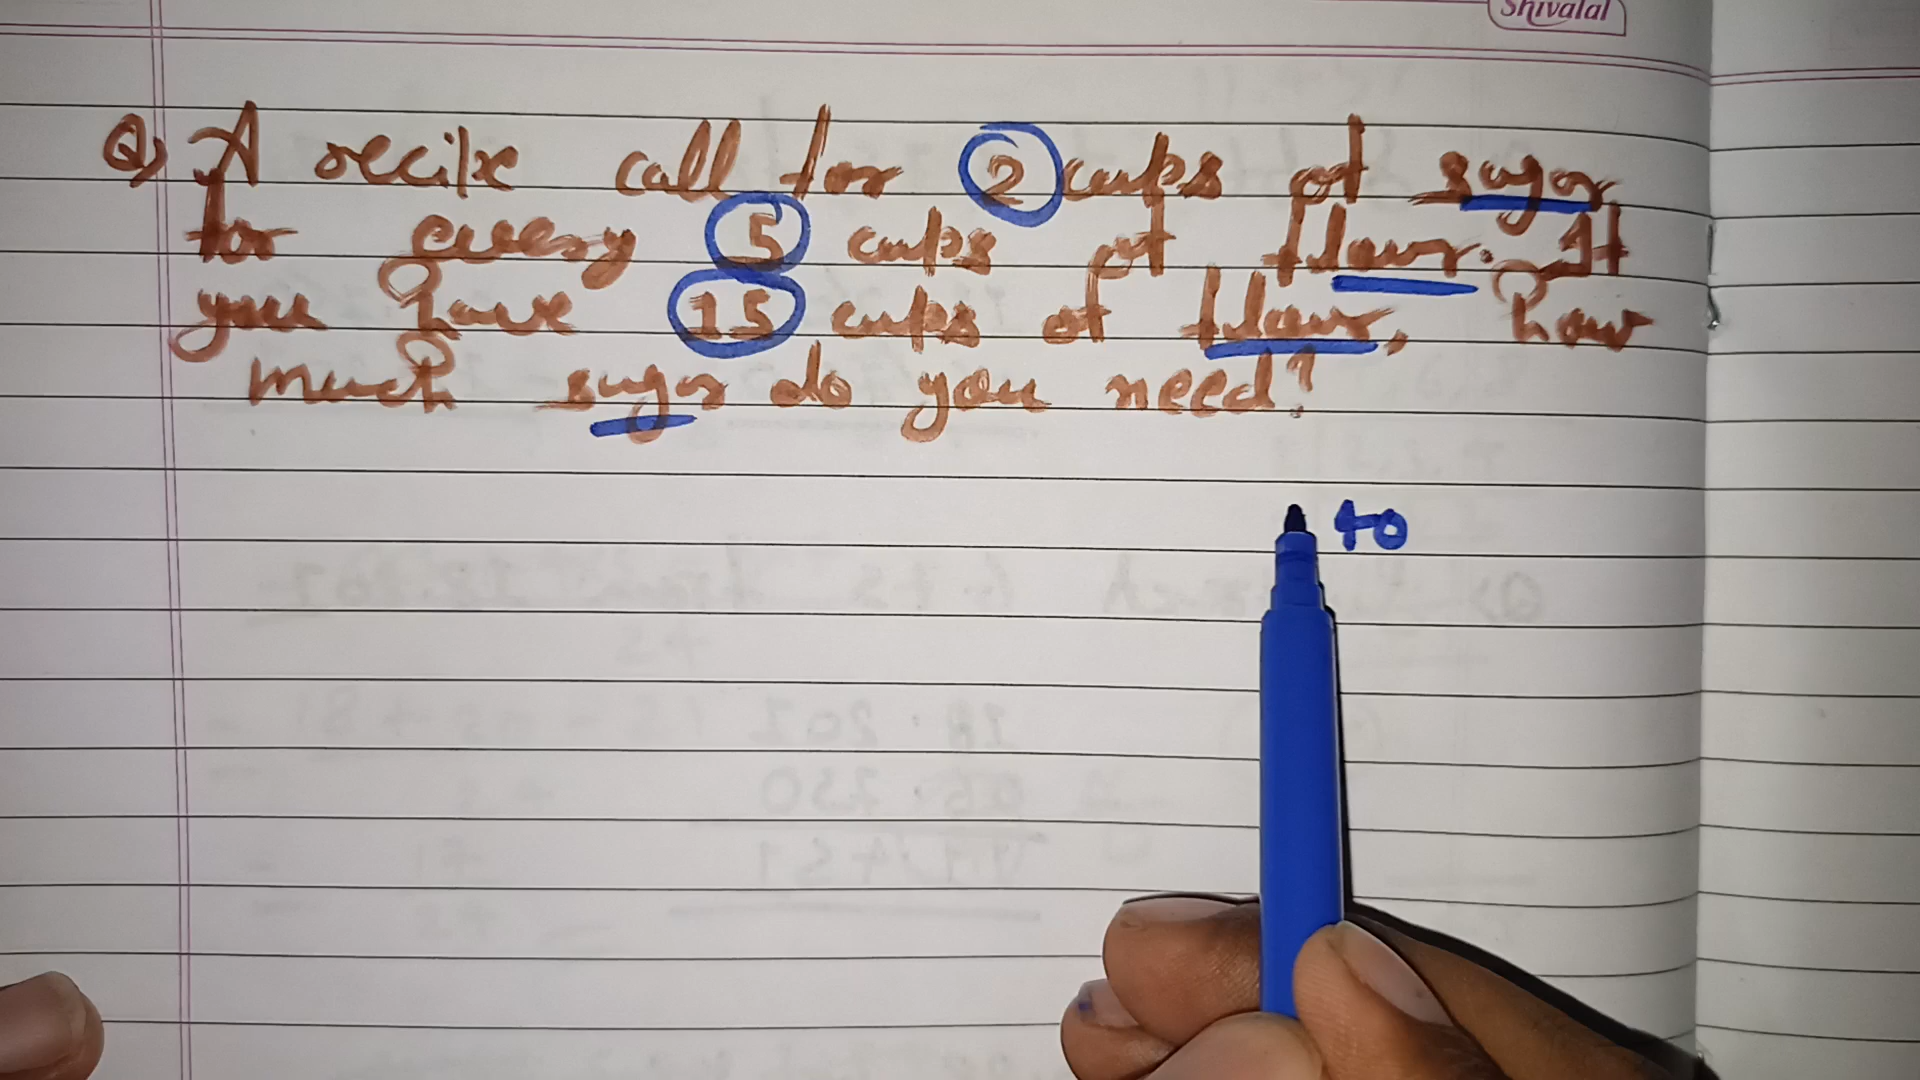 Shivalal
Q) A recipe call for 2 cups of sugar
for every 5 cups of flour. If
you have 15 cups of flour, how
much sugar do you need?
40